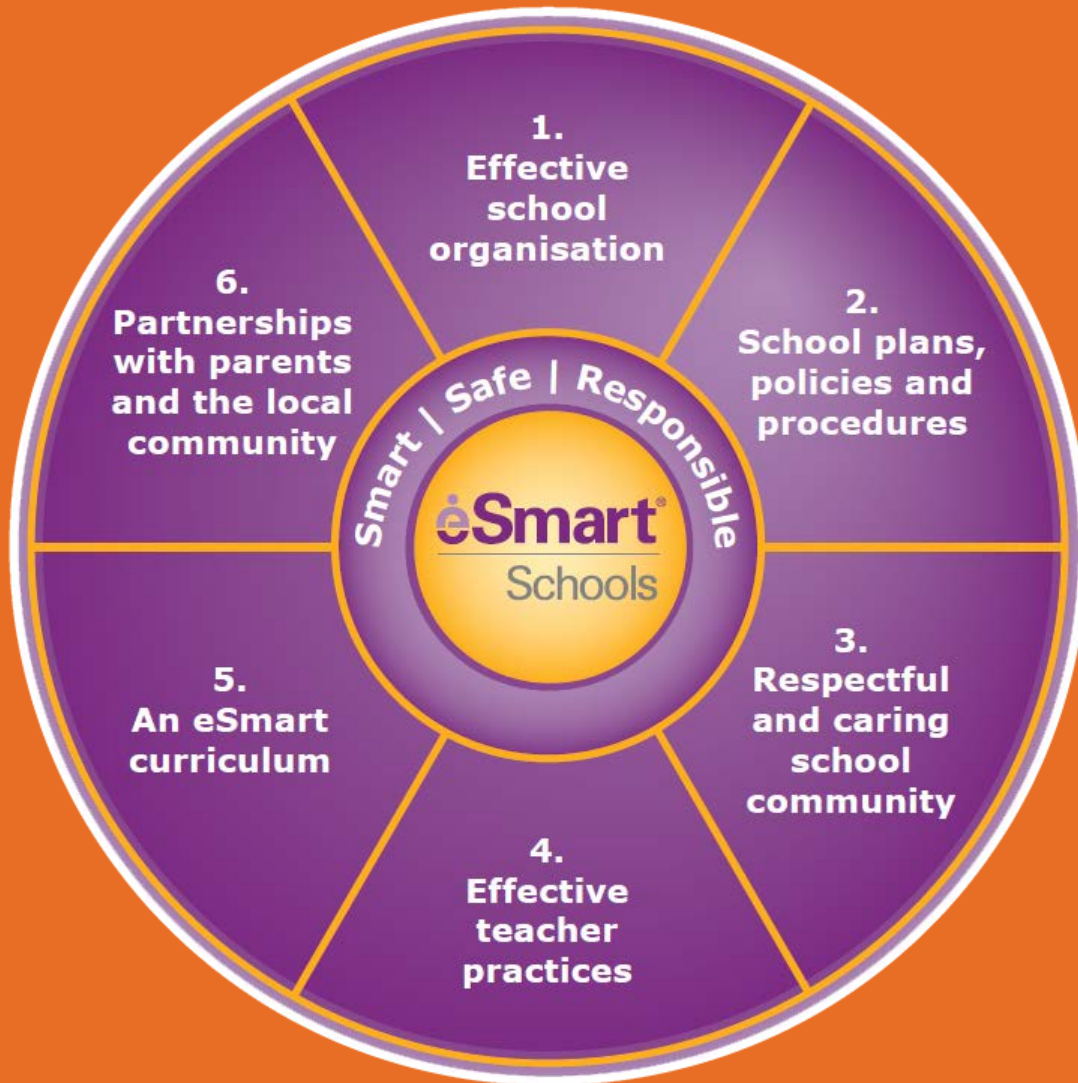 1.
Effective
school
organisation
2.
School plans,
policies and
procedures
3.
Respectful
and caring
school
community
4.
Effective
teacher
practices
5.
An eSmart
curriculum
6.
Partnerships
with parents
and the local
community
Smart | Safe | Responsible
eSmart®
Schools